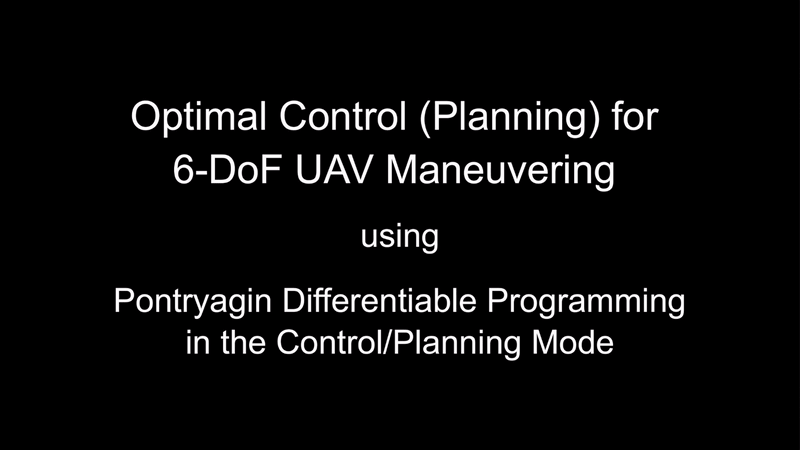 Optimal Control (Planning) for
6-DoF UAV Maneuvering
using
Pontryagin Differentiable Programming
in the Control/Planning Mode